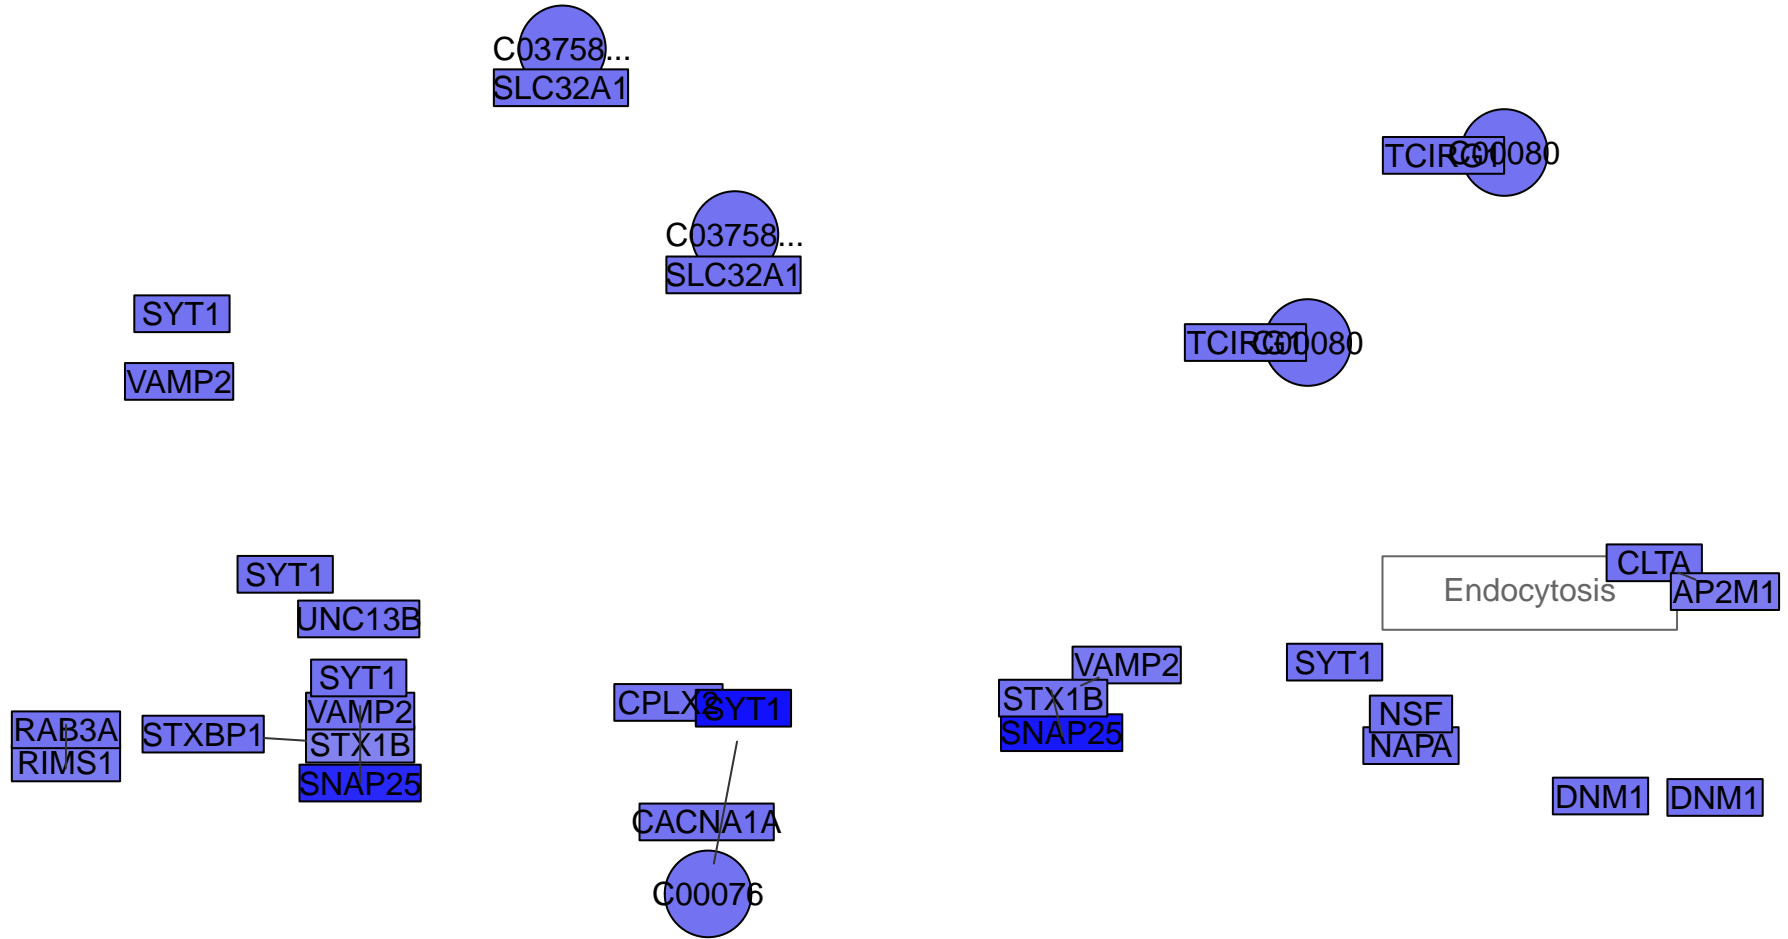 C03758...
SLC32A1
TCIRG1
C00080
C03758...
SLC32A1
SYT1
TCIRG1
C00080
VAMP2
SYT1
CLTA
Endocytosis
AP2M1
UNC13B
SYT1
VAMP2
SYT1
STX1B
CPLX2
SYT1
VAMP2
NSF
RAB3A
STXBP1
STX1B
SNAP25
NAPA
RIMS1
SNAP25
DNM1
DNM1
CACNA1A
C00076